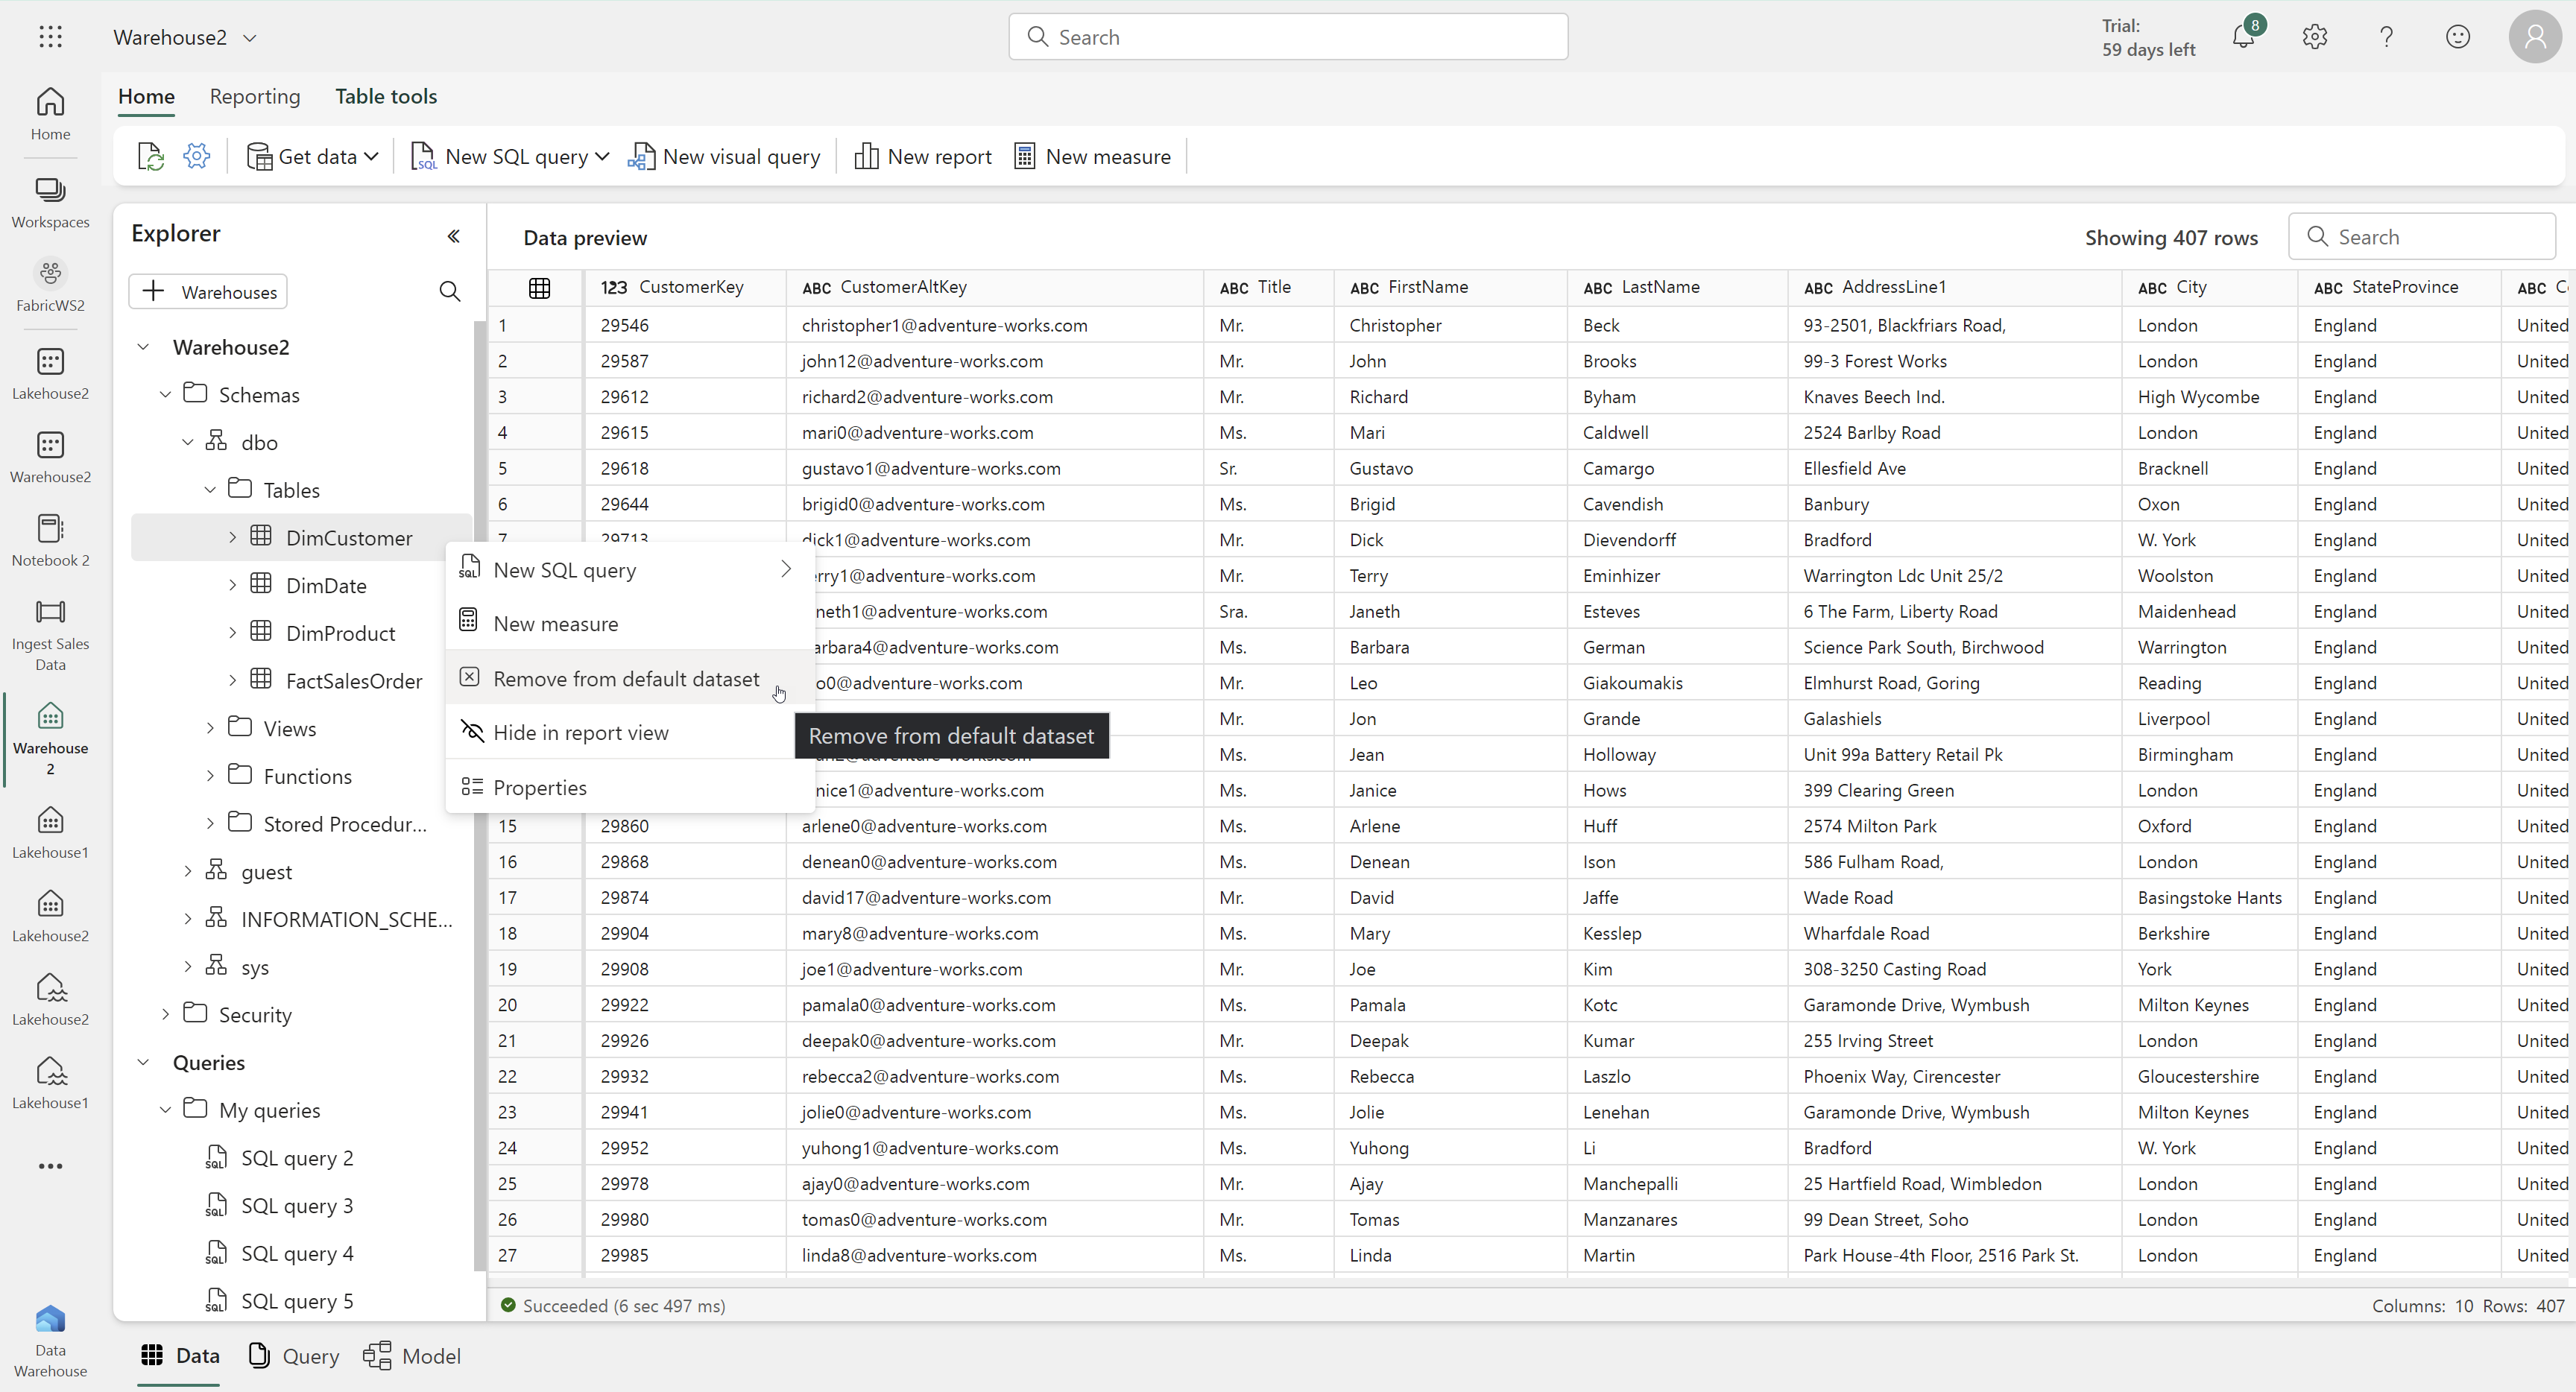 Warehouse2
Search
Trial:
59 days left
8
Home
Reporting
Table tools
Get data
New SQL query
New visual query
New report
New measure
Home
Workspaces
FabricWS2
Lakehouse2
Warehouse2
Notebook 2
Ingest Sales
Data
Warehouse
2
Lakehouse1
Lakehouse2
Lakehouse2
Lakehouse1
Data
Warehouse
Explorer
Warehouses
Warehouse2
Schemas
dbo
Tables
DimCustomer
DimDate
DimProduct
FactSalesOrder
Views
Functions
Stored Procedur...
guest
INFORMATION_SCHE...
sys
Security
Queries
My queries
SQL query 2
SQL query 3
SQL query 4
SQL query 5
New SQL query
New measure
Remove from default dataset
Hide in report view
Properties
Remove from default dataset
Data preview
Showing 407 rows
Search
123 CustomerKey ABC CustomerAltKey ABC Title ABC FirstName ABC LastName ABC AddressLine1 ABC City ABC StateProvince ABC
1 29546 christopher1@adventure-works.com Mr. Christopher Beck 93-2501, Blackfriars Road, London England United
2 29587 john12@adventure-works.com Mr. John Brooks 99-3 Forest Works London England United
3 29612 richard2@adventure-works.com Mr. Richard Byham Knaves Beech Ind. High Wycombe England United
4 29615 mari0@adventure-works.com Ms. Mari Caldwell 2524 Barlby Road London England United
5 29618 gustavo1@adventure-works.com Sr. Gustavo Camargo Ellesfield Ave Bracknell England United
6 29644 brigid0@adventure-works.com Ms. Brigid Cavendish Banbury Oxon England United
7 29713 dick1@adventure-works.com Mr. Dick Dievendorff Bradford W. York England United
rry1@adventure-works.com Mr. Terry Eminhizer Warrington Ldc Unit 25/2 Woolston England United
neth1@adventure-works.com Sra. Janeth Esteves 6 The Farm, Liberty Road Maidenhead England United
arbara4@adventure-works.com Ms. Barbara German Science Park South, Birchwood Warrington England United
o0@adventure-works.com Mr. Leo Giakoumakis Elmhurst Road, Goring Reading England United
Mr. Jon Grande Galashiels Liverpool England United
Ms. Jean Holloway Unit 99a Battery Retail Pk Birmingham England United
nice1@adventure-works.com Ms. Janice Hows 399 Clearing Green London England United
15 29860 arlene0@adventure-works.com Ms. Arlene Huff 2574 Milton Park Oxford England United
16 29868 denean0@adventure-works.com Ms. Denean Ison 586 Fulham Road, London England United
17 29874 david17@adventure-works.com Mr. David Jaffe Wade Road Basingstoke Hants England United
18 29904 mary8@adventure-works.com Ms. Mary Kesslep Wharfdale Road Berkshire England United
19 29908 joe1@adventure-works.com Mr. Joe Kim 308-3250 Casting Road York England United
20 29922 pamala0@adventure-works.com Ms. Pamala Kotc Garamonde Drive, Wymbush Milton Keynes England United
21 29926 deepak0@adventure-works.com Mr. Deepak Kumar 255 Irving Street London England United
22 29932 rebecca2@adventure-works.com Ms. Rebecca Laszlo Phoenix Way, Cirencester Gloucestershire England United
23 29941 jolie0@adventure-works.com Ms. Jolie Lenehan Garamonde Drive, Wymbush Milton Keynes England United
24 29952 yuhong1@adventure-works.com Ms. Yuhong Li Bradford W. York England United
25 29978 ajay0@adventure-works.com Mr. Ajay Manchepalli 25 Hartfield Road, Wimbledon London England United
26 29980 tomas0@adventure-works.com Mr. Tomas Manzanares 99 Dean Street, Soho London England United
27 29985 linda8@adventure-works.com Ms. Linda Martin Park House-4th Floor, 2516 Park St. London England United
Succeeded (6 sec 497 ms)
Columns: 10 Rows: 407
Data
Query
Model